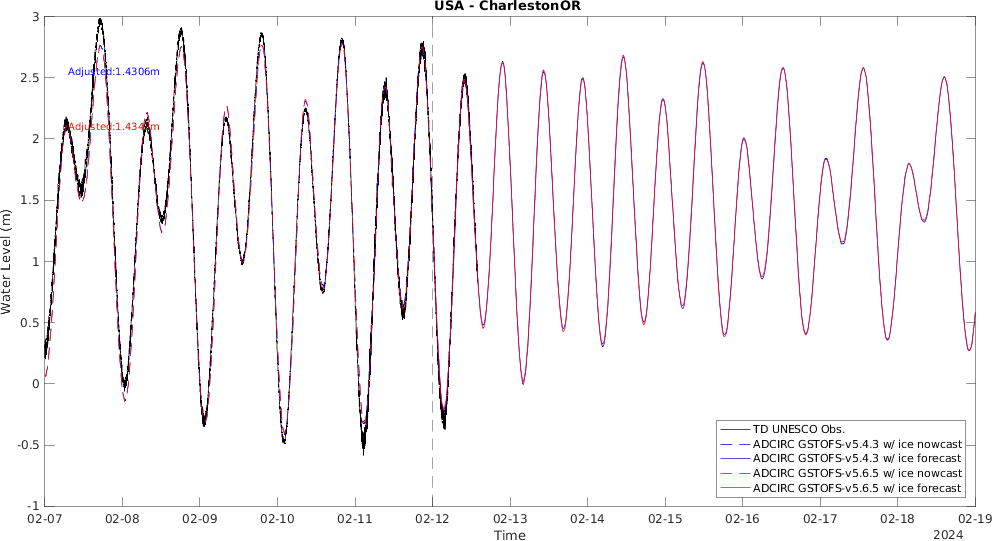 USA - CharlestonOR
3
2.5
2
1.5
1
0.5
0
-0.5
-1
Water Level (m)
Adjusted:1.4306m
02-07
02-08
02-09
02-10
02-11
02-12
02-13
02-14
02-15
02-16
02-17
02-18
02-19
Time
2024
TD UNESCO Obs.
ADCIRC GSTOFS-v5.4.3 w/ ice nowcast
ADCIRC GSTOFS-v5.4.3 w/ ice forecast
ADCIRC GSTOFS-v5.6.5 w/ ice nowcast
ADCIRC GSTOFS-v5.6.5 w/ ice forecast